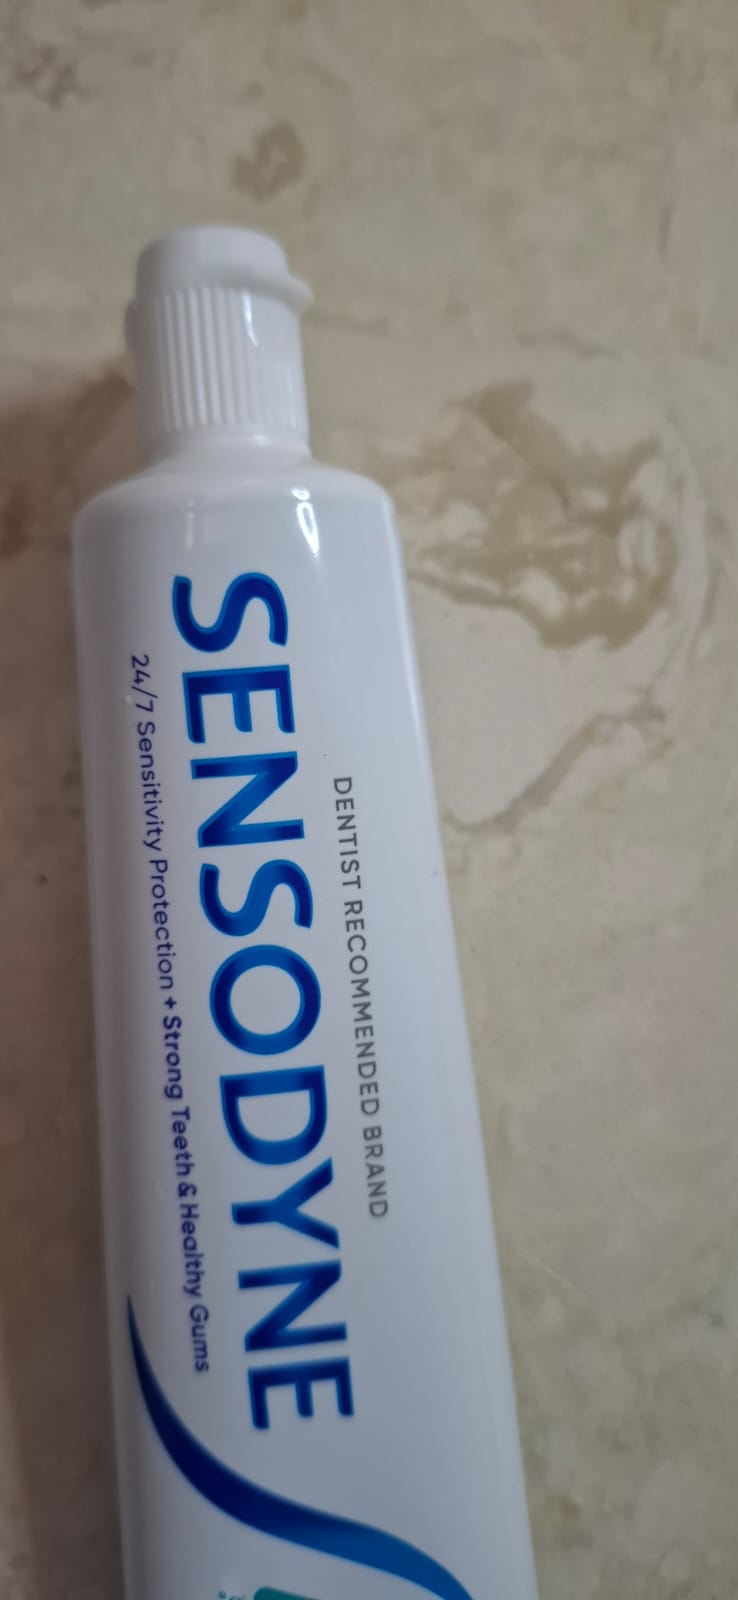 DENTIST RECOMMENDED BRAND
SENSODYNE
24/7 Sensitivity Protection + Strong Teeth & Healthy Gums